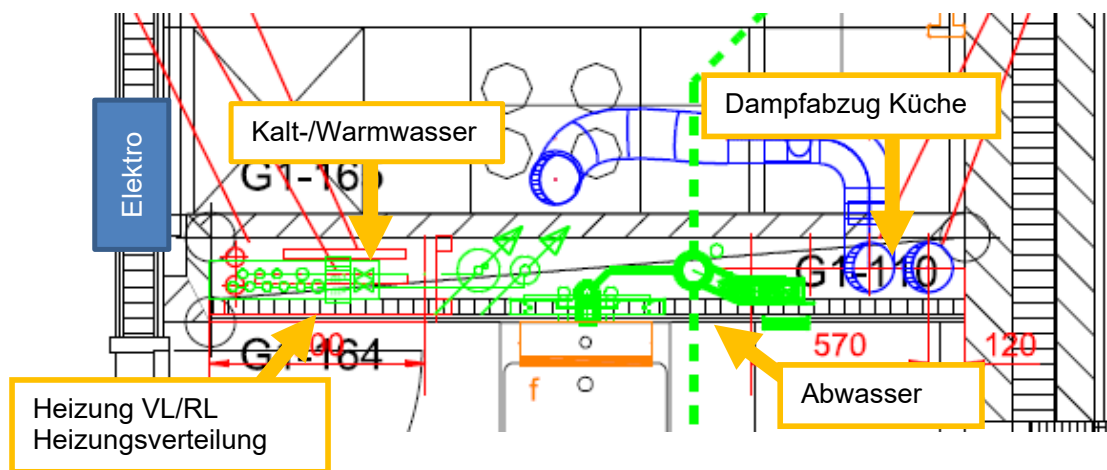 Dampfabzug Küche
Kalt-/Warmwasser
Elektro
G1-165
G1-110
G1-164
570
120
f
Abwasser
Heizung VL/RL
Heizungsverteilung